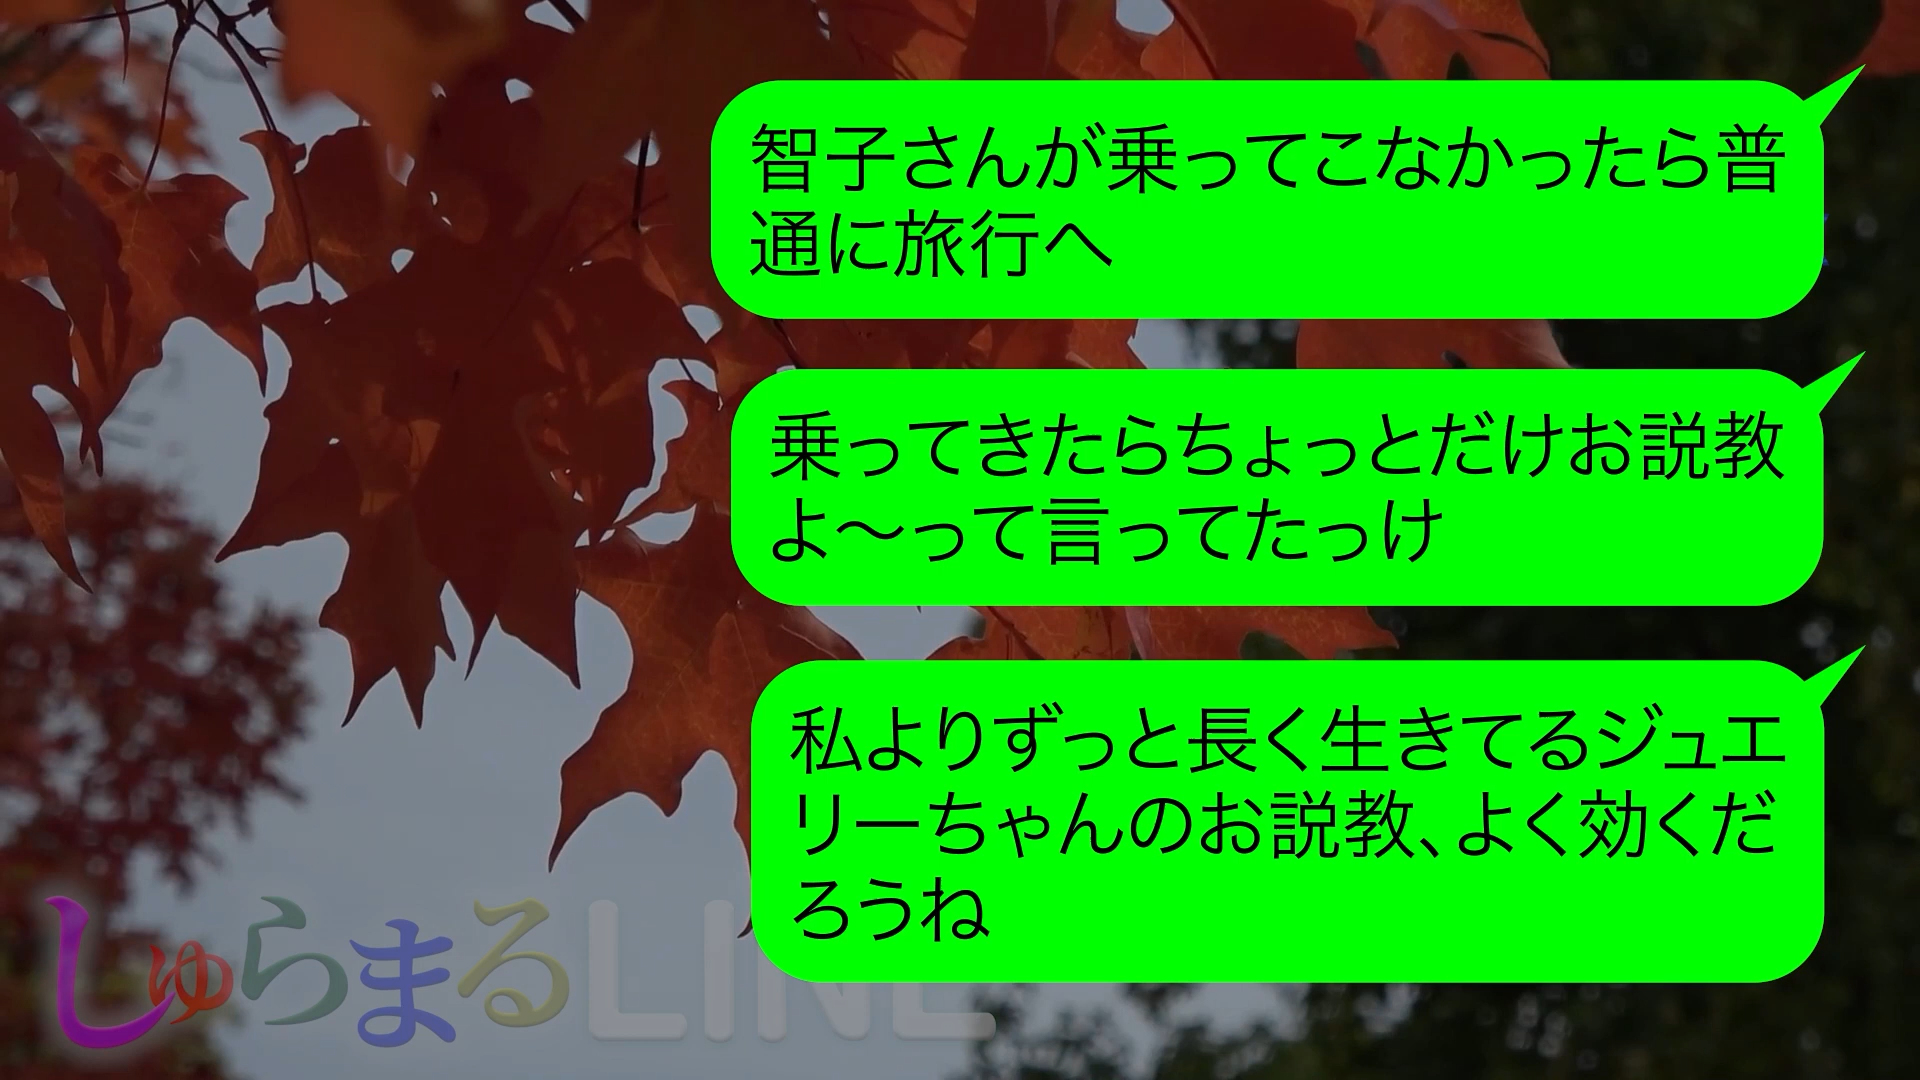 智子さんが乗ってこなかったら普
通に旅行へ
乗ってきたらちょっとだけお説教
よ〜って言ってたっけ
私よりずっと長く生きてるジュエ
リーちゃんのお説教、よく効くだ
ろうね
しゅらまるLINE